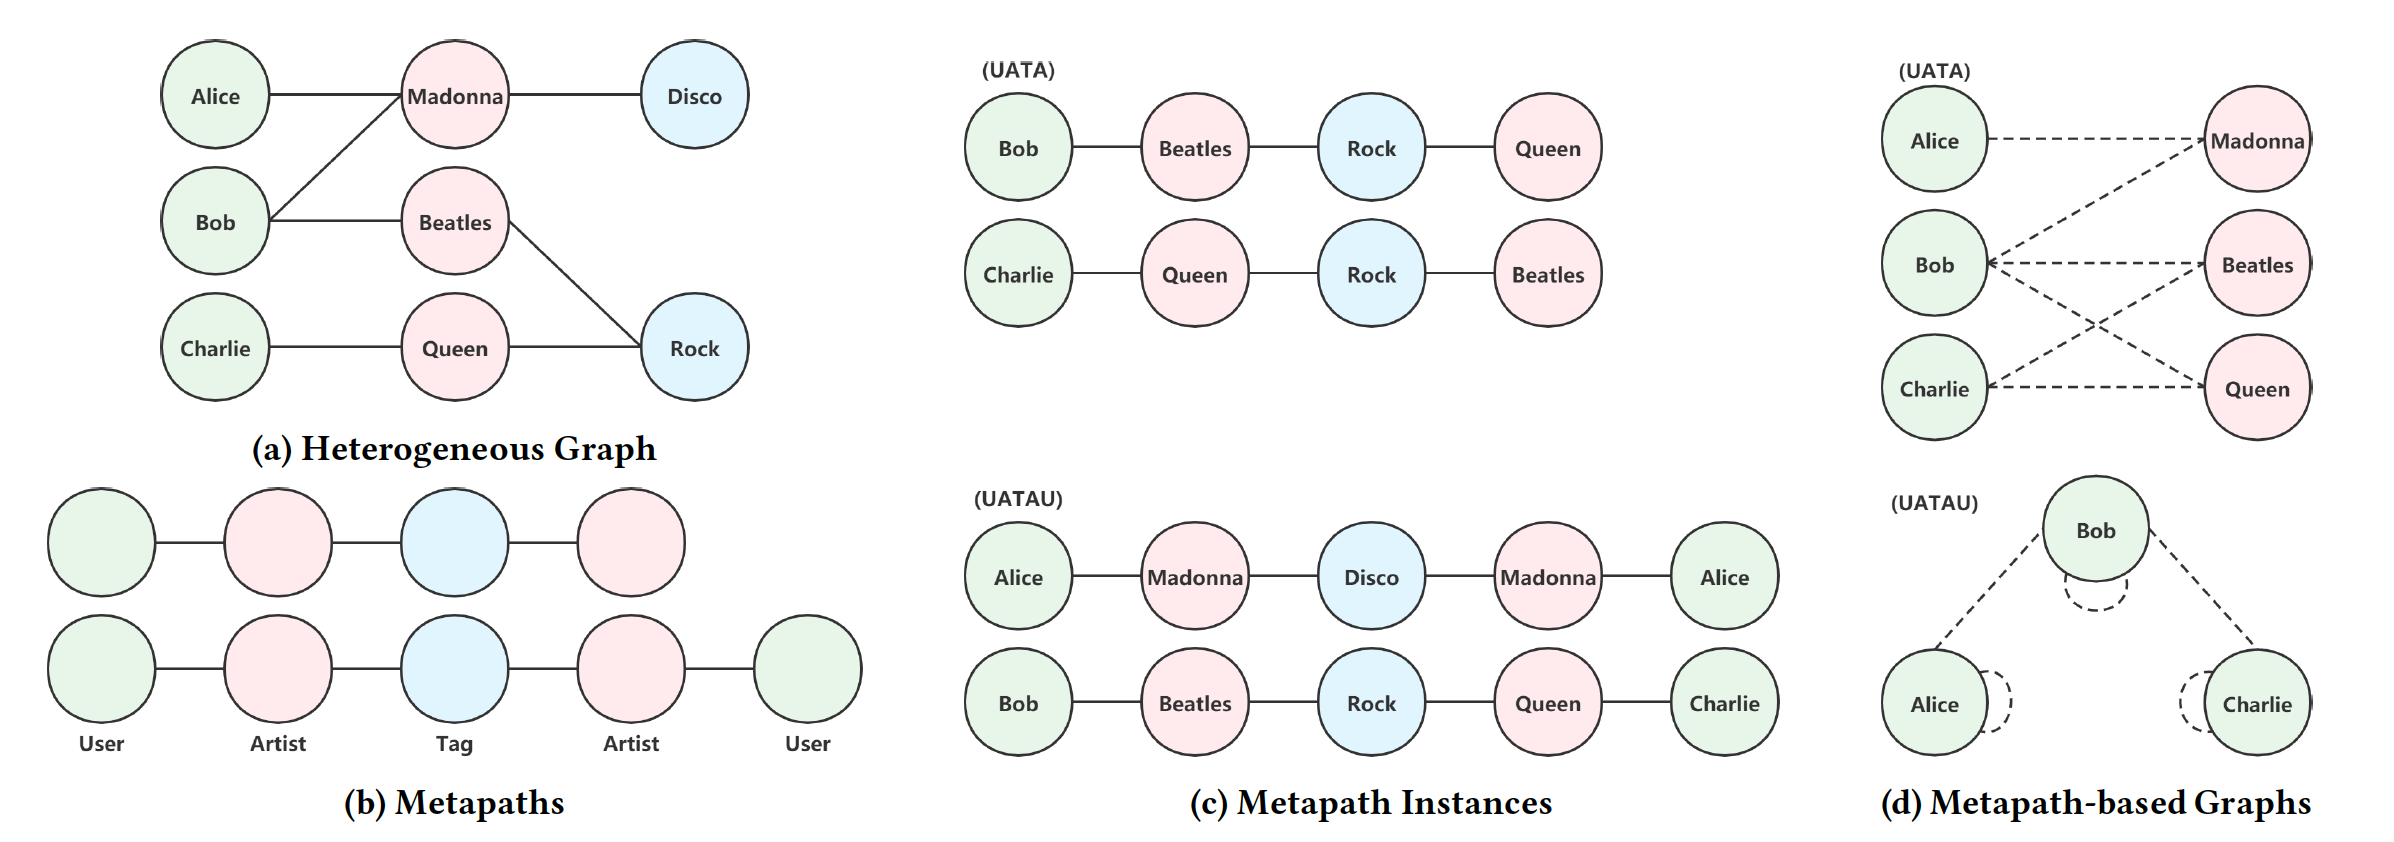 Alice
Madonna
Disco
Bob
Beatles
Charlie
Queen
Rock
(a) Heterogeneous Graph
User
Artist
Tag
Artist
User
(b) Metapaths
(UATA)
Bob
Beatles
Rock
Queen
Charlie
Queen
Rock
Beatles
(UATAU)
Alice
Madonna
Disco
Madonna
Alice
Bob
Beatles
Rock
Queen
Charlie
(c) Metapath Instances
(UATA)
Alice
Madonna
Bob
Beatles
Charlie
Queen
(UATAU)
Bob
Alice
Charlie
(d) Metapath-based Graphs